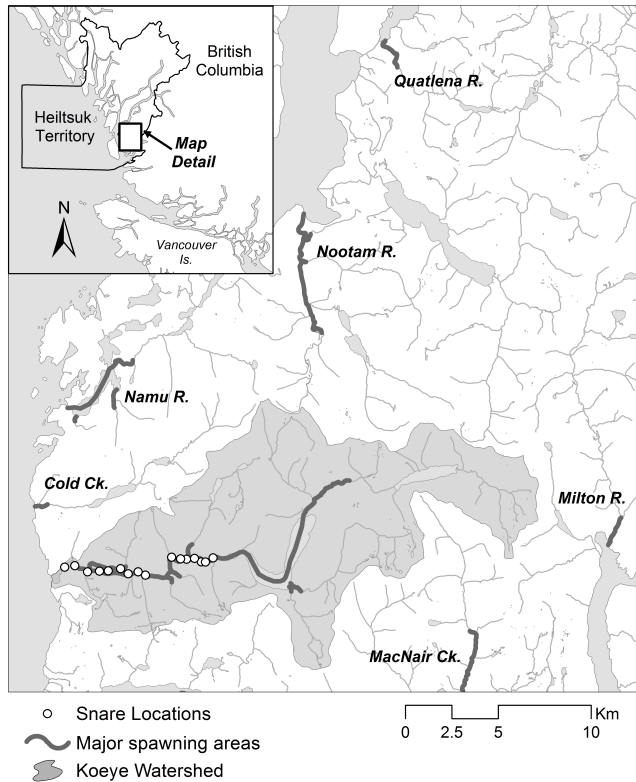 British
Columbia
Heiltsuk
Territory
Map
Detail
N
Vancouver
Is.
Quatlena R.
Nootam R.
Namu R.
Cold Ck.
Milton R.
MacNair Ck.
Snare Locations
Major spawning areas
Koeye Watershed
Km
0 2.5 5 10